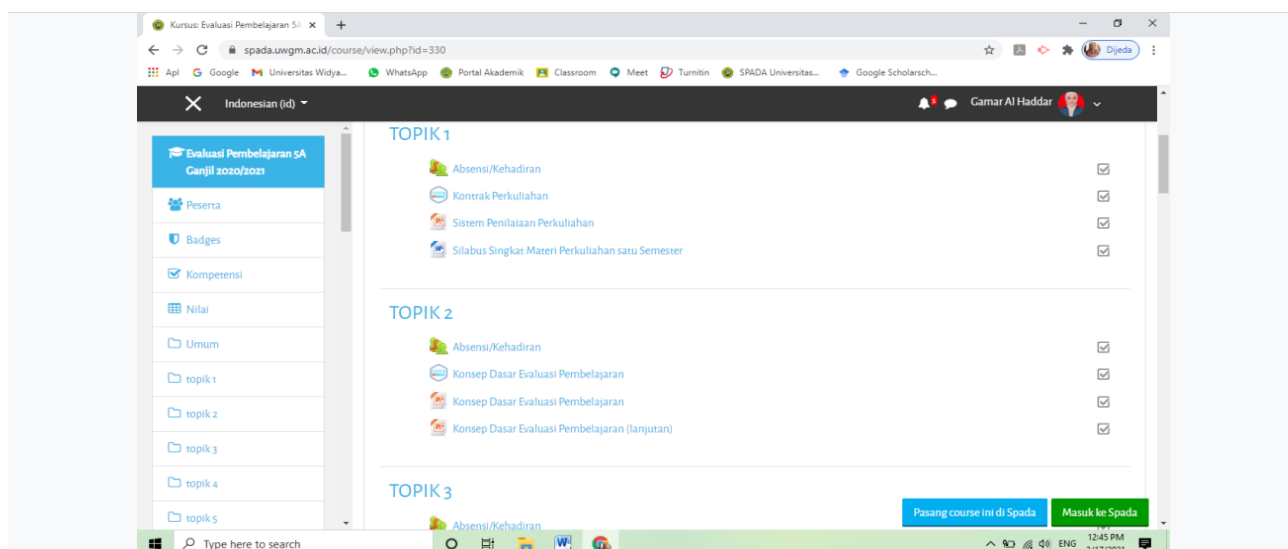 Kursus: Evaluasi Pembelajaran 5A
spada.uwgm.ac.id/course/view.php?id=330
Dijeda
Apl Google Universitas Widya... WhatsApp Portal Akademik Classroom Meet Turnitin SPADA Universitas... Google Scholarsch...
Indonesian (id)
Gamar Al Haddar
Evaluasi Pembelajaran 5A
Ganjil 2020/2021
Peserta
Badges
Kompetensi
Nilai
Umum
topik 1
topik 2
topik 3
topik 4
topik 5
TOPIK 1
Absensi/Kehadiran
Kontrak Perkuliahan
Sistem Penilaiaan Perkuliahan
Silabus Singkat Materi Perkuliahan satu Semester
TOPIK 2
Absensi/Kehadiran
Konsep Dasar Evaluasi Pembelajaran
Konsep Dasar Evaluasi Pembelajaran
Konsep Dasar Evaluasi Pembelajaran (lanjutan)
TOPIK 3
Absensi/Kehadiran
Pasang course ini di Spada
Masuk ke Spada
Type here to search
ENG
12:45 PM